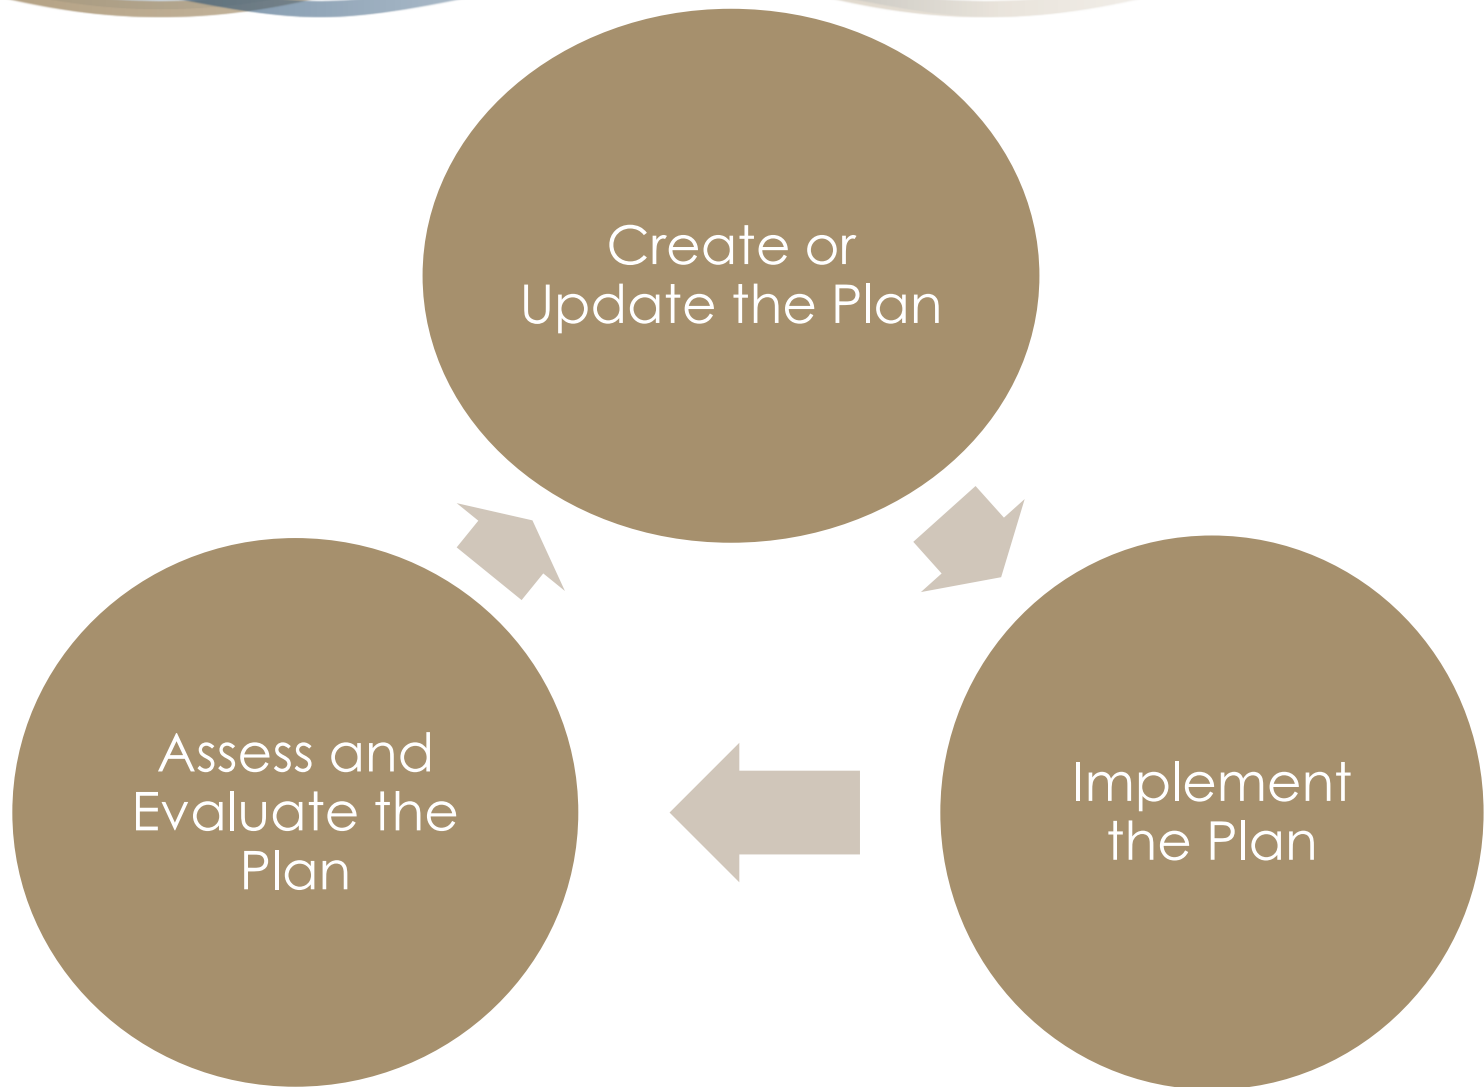 Create or
Update the Plan
Implement
the Plan
Assess and
Evaluate the
Plan